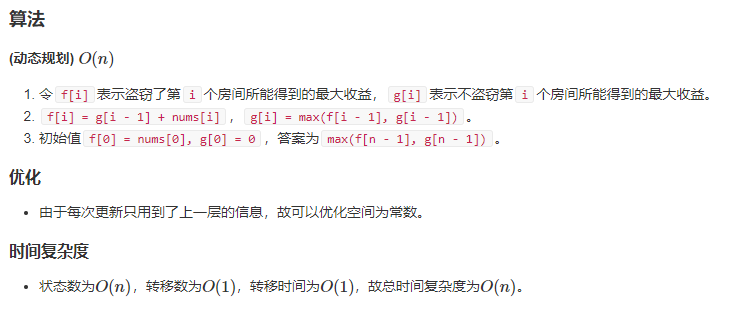 算法
(动态规划) O(n)
1. 令 f[i] 表示盗窃了第 i 个房间所能得到的最大收益， g[i] 表示不盗窃第 i 个房间所能得到的最大收益。
2. f[i] = g[i - 1] + nums[i] ， g[i] = max(f[i - 1], g[i - 1]) 。
3. 初始值 f[0] = nums[0], g[0] = 0 ，答案为 max(f[n - 1], g[n - 1]) 。
优化
• 由于每次更新只用到了上一层的信息，故可以优化空间为常数。
时间复杂度
• 状态数为O(n)，转移数为O(1)，转移时间为O(1)，故总时间复杂度为O(n)。